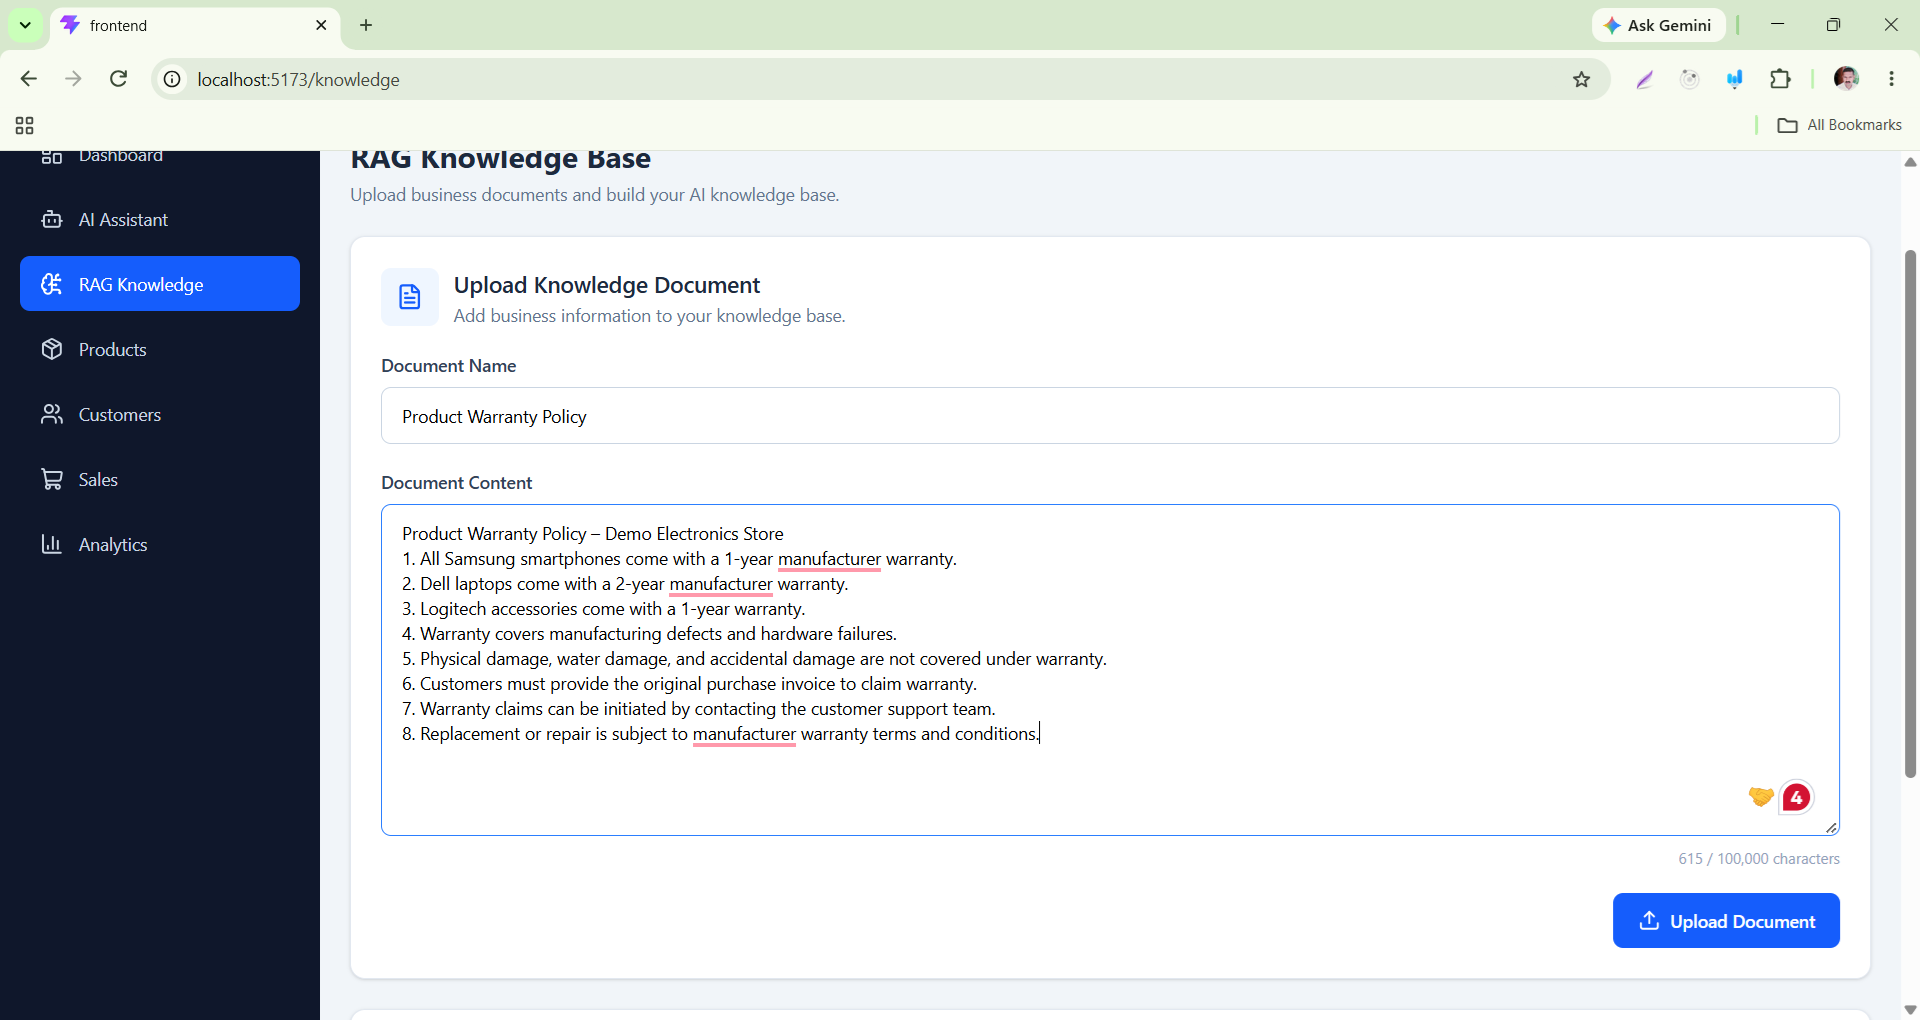 frontend
Ask Gemini
localhost:5173/knowledge
All Bookmarks
Dashboard
AI Assistant
RAG Knowledge
Products
Customers
Sales
Analytics
RAG Knowledge Base
Upload business documents and build your AI knowledge base.
Upload Knowledge Document
Add business information to your knowledge base.
Document Name
Product Warranty Policy
Document Content
Product Warranty Policy – Demo Electronics Store
1. All Samsung smartphones come with a 1-year manufacturer warranty.
2. Dell laptops come with a 2-year manufacturer warranty.
3. Logitech accessories come with a 1-year warranty.
4. Warranty covers manufacturing defects and hardware failures.
5. Physical damage, water damage, and accidental damage are not covered under warranty.
6. Customers must provide the original purchase invoice to claim warranty.
7. Warranty claims can be initiated by contacting the customer support team.
8. Replacement or repair is subject to manufacturer warranty terms and conditions.
4
615 / 100,000 characters
Upload Document